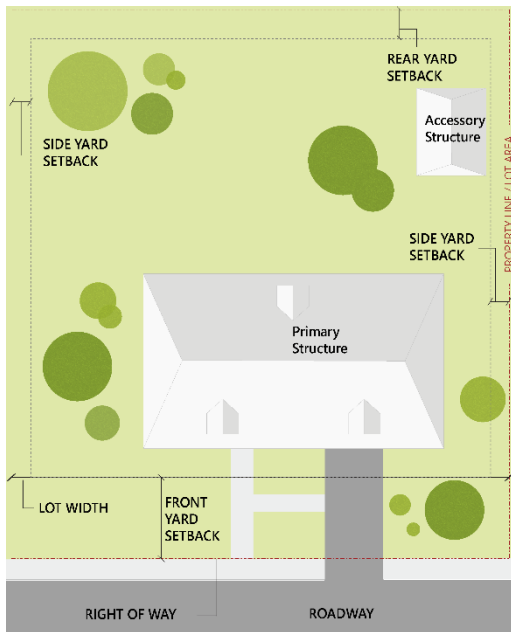 REAR YARD
SETBACK
Accessory
Structure
SIDE YARD
SETBACK
PROPERTY LINE / LOT AREA
SIDE YARD
SETBACK
Primary
Structure
LOT WIDTH
FRONT
YARD
SETBACK
RIGHT OF WAY
ROADWAY